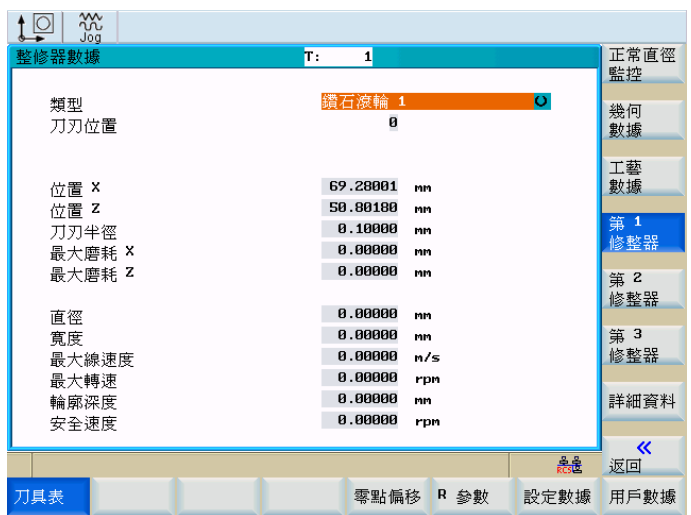 Jog
整修器數據 T: 1
類型 鑽石滾輪 1
刀刃位置 0
位置 X 69.28001 mm
位置 Z 50.80180 mm
刀刃半徑 0.10000 mm
最大磨耗 X 0.00000 mm
最大磨耗 Z 0.00000 mm
直徑 0.00000 mm
寬度 0.00000 mm
最大線速度 0.00000 m/s
最大轉速 0.00000 rpm
輪廓深度 0.00000 mm
安全速度 0.00000 rpm
正常直徑
監控
幾何
數據
工藝
數據
第 1
修整器
第 2
修整器
第 3
修整器
詳細資料
«
返回
RCS
刀具表 零點偏移 R 參數 設定數據 用戶數據